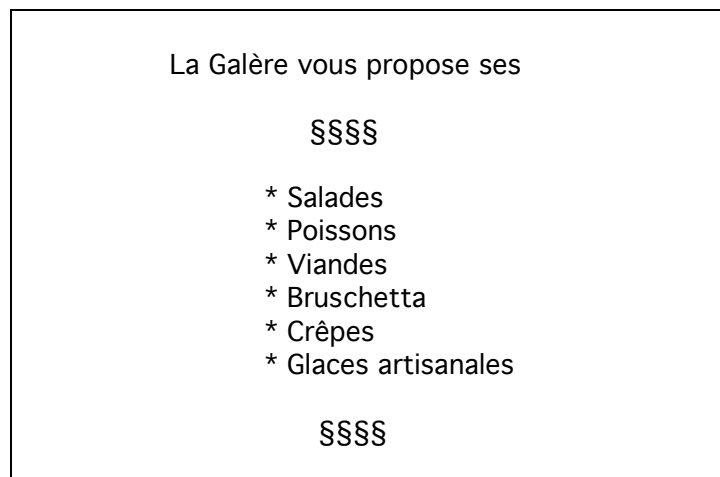 La Galère vous propose ses
§§§§
* Salades
* Poissons
* Viandes
* Bruschetta
* Crêpes
* Glaces artisanales
§§§§